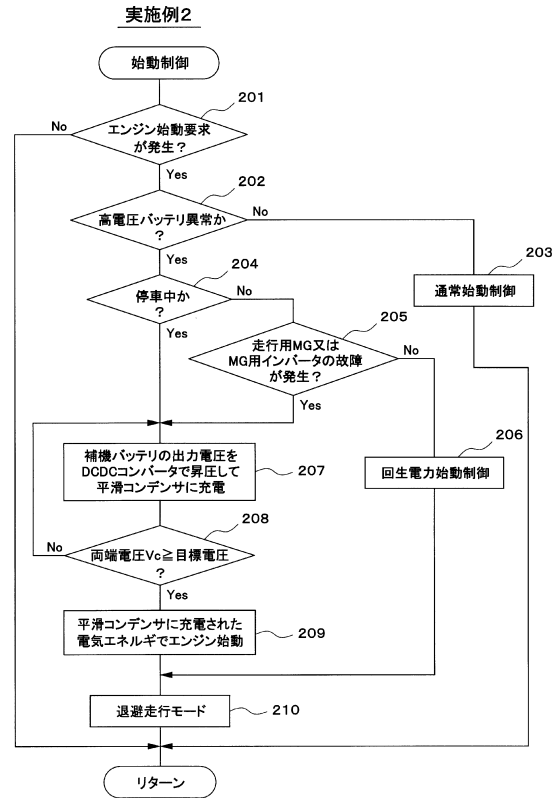 実施例2
始動制御
201
エンジン始動要求
が発生?
No
Yes
202
高電圧バッテリ異常か
?
No
Yes
203
通常始動制御
204
停車中か
?
No
Yes
205
走行用MG又は
MG用インバータの故障
が発生?
No
Yes
206
回生電力始動制御
補機バッテリの出力電圧を
DCDCコンバータで昇圧して
平滑コンデンサに充電
207
208
両端電圧Vc≧目標電圧
?
No
Yes
平滑コンデンサに充電された
電気エネルギでエンジン始動
209
退避走行モード
210
リターン